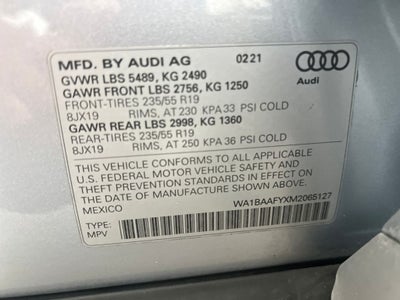 MFD. BY AUDI AG 02 21
GVWR LBS 5489, KG 2490
GAWR FRONT LBS 2756, KG 1250
FRONT-TIRES 235/55 R19
8JX19 RIMS, AT 230 KPA 33 PSI COLD
GAWR REAR LBS 2998, KG 1360
REAR-TIRES 235/55 R19
8JX19 RIMS, AT 250 KPA 36 PSI COLD
Audi
THIS VEHICLE CONFORMS TO ALL APPLICABLE
U.S. FEDERAL MOTOR VEHICLE SAFETY AND
THEFT PREVENTION STANDARDS IN EFFECT ON
THE DATE OF MANUFACTURE SHOWN ABOVE.
MEXICO WA1BAAFYXM2065127
TYPE:
MPV